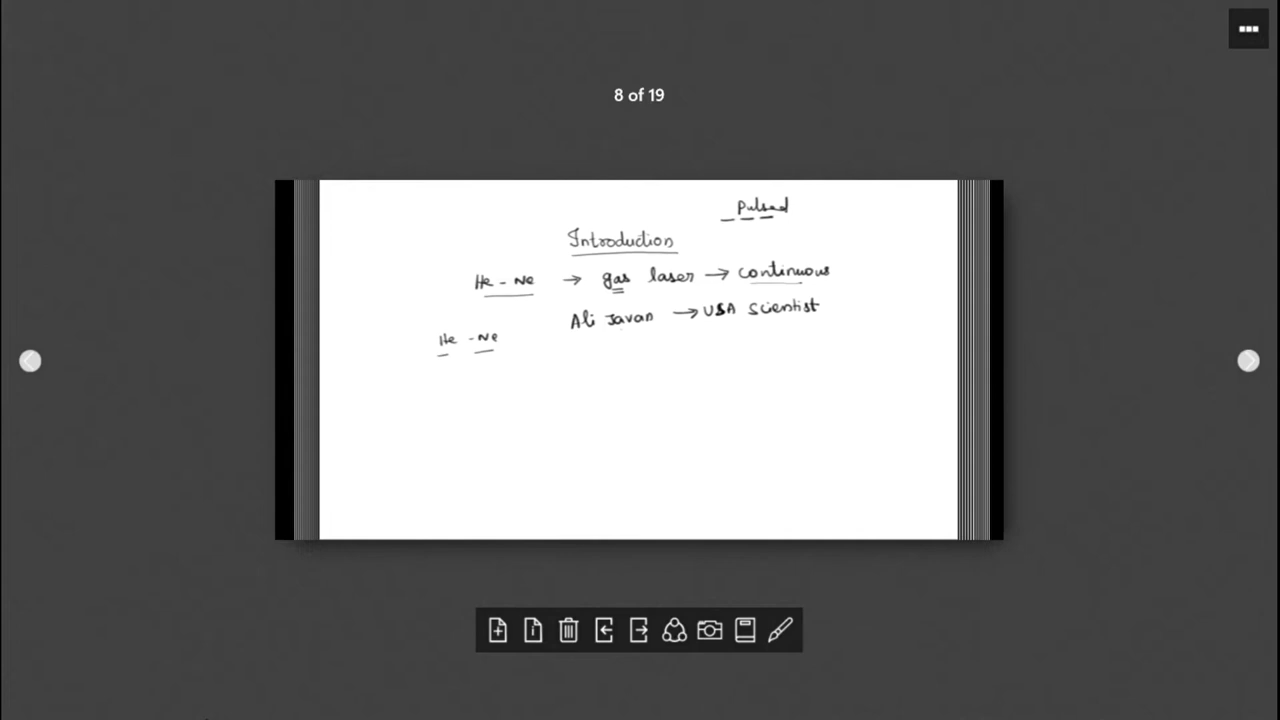 8 of 19
Pulsed
Introduction
He - Ne → gas laser → continuous
Ali Javan → USA Scientist
He - Ne